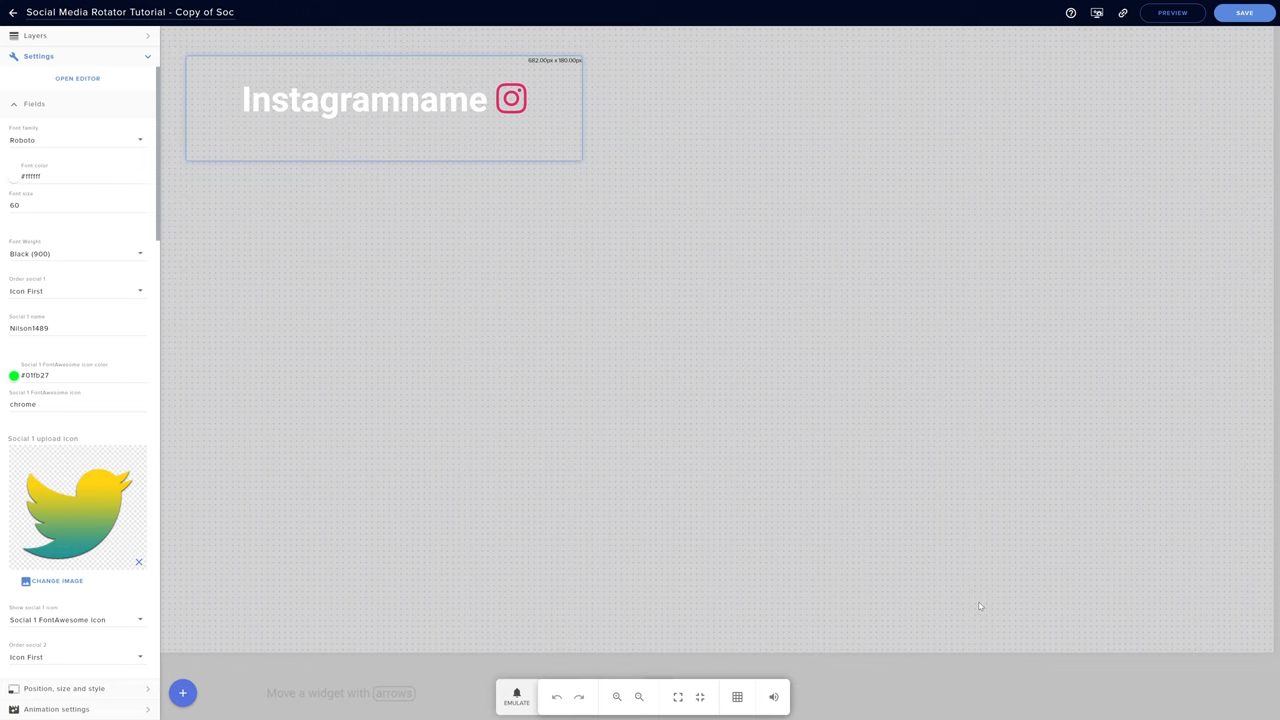 Social Media Rotator Tutorial - Copy of Soc
PREVIEW
SAVE
Layers
Settings
OPEN EDITOR
Fields
Font family
Roboto
Font color
#ffffff
Font size
60
Font Weight
Black (900)
Order social 1
Icon First
Social 1 name
Nilson1489
Social 1 FontAwesome icon color
#01fb27
Social 1 FontAwesome icon
chrome
Social 1 upload icon
CHANGE IMAGE
Show social 1 icon
Social 1 FontAwesome icon
Order social 2
Icon First
Position, size and style
Animation settings
682.00px x 180.00px
Instagramname
Move a widget with arrows
EMULATE